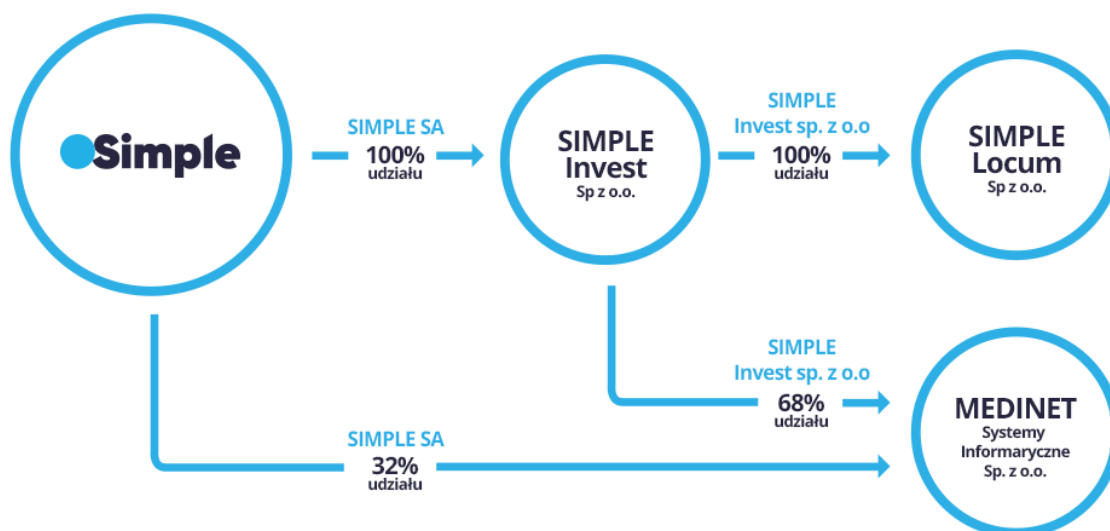 Simple
SIMPLE SA
100%
udziału
SIMPLE
Invest
Sp z o.o.
SIMPLE
Invest sp. z o.o
100%
udziału
SIMPLE
Locum
Sp z o.o.
SIMPLE
Invest sp. z o.o
68%
udziału
MEDINET
Systemy
Informaryczne
Sp. z o.o.
SIMPLE SA
32%
udziału